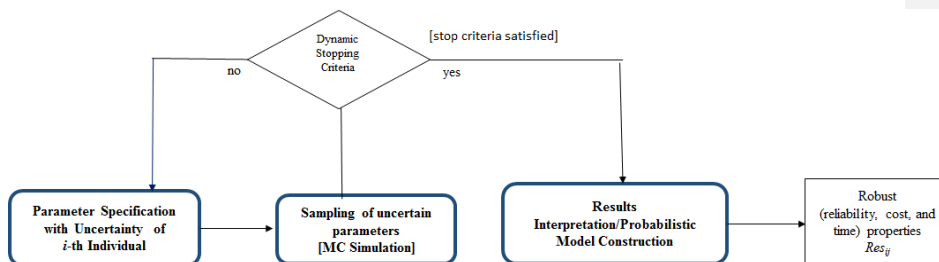 Dynamic
Stopping
Criteria
[stop criteria satisfied]
no
yes
Parameter Specification
with Uncertainty of
i-th Individual
Sampling of uncertain
parameters
[MC Simulation]
Results
Interpretation/Probabilistic
Model Construction
Robust
(reliability, cost, and
time) properties
Res_ij